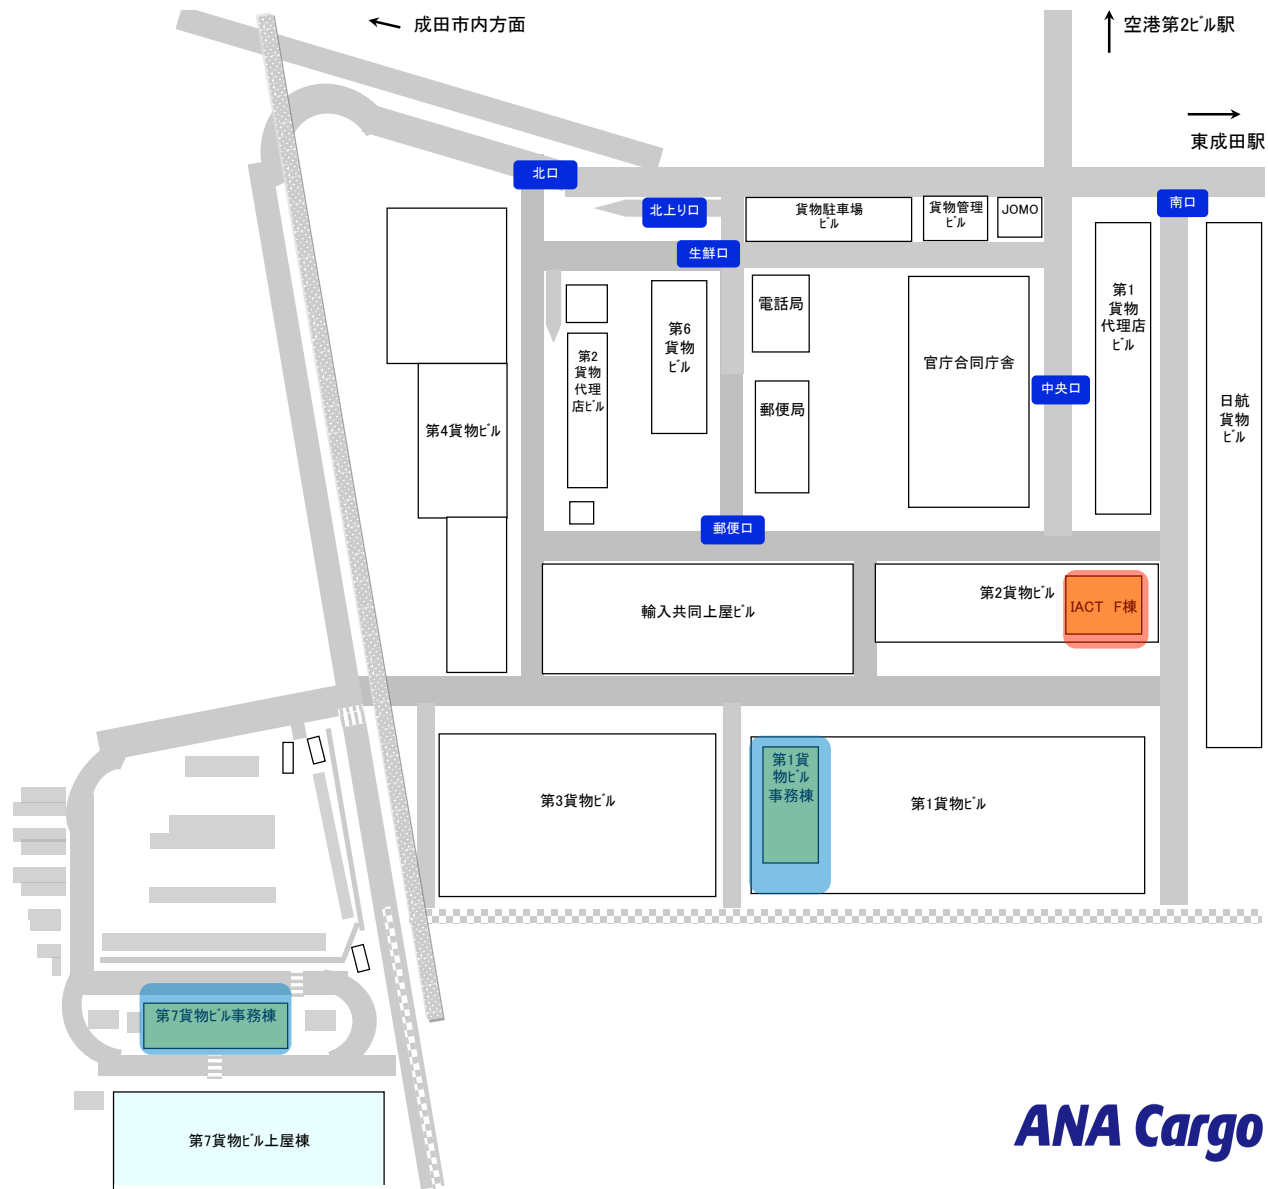 成田市内方面
空港第2ビル駅
東成田駅
北口
北上り口
貨物駐車場
ビル
貨物管理
ビル
JOMO
南口
生鮮口
電話局
第6
貨物
ビル
第2
貨物
代理
店ビル
官庁合同庁舎
第1
貨物
代理店
ビル
中央口
郵便局
日航
貨物
ビル
第4貨物ビル
郵便口
輸入共同上屋ビル
第2貨物ビル
IACT F棟
第3貨物ビル
第1貨
物ビル
事務棟
第1貨物ビル
第7貨物ビル事務棟
第7貨物ビル上屋棟
ANA Cargo